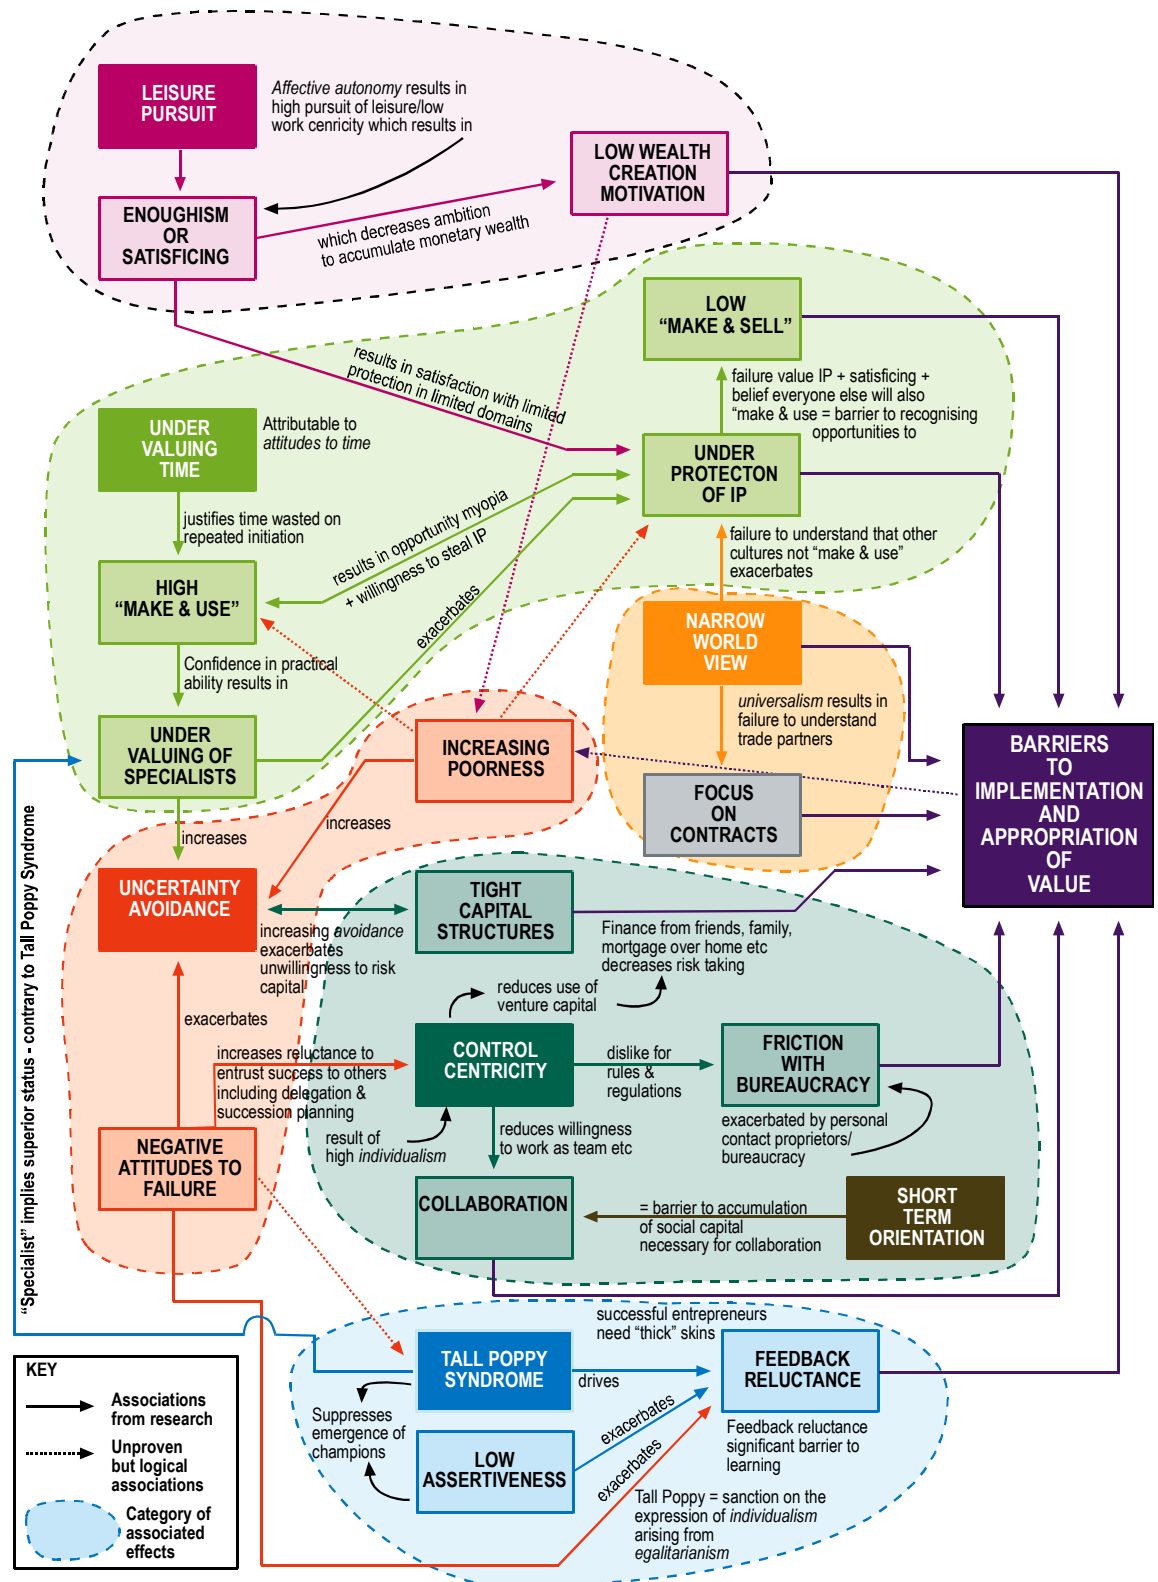 LEISURE
PURSUIT
Affective autonomy results in
high pursuit of leisure/low
work cenricity which results in
LOW WEALTH
CREATION
MOTIVATION
ENOUGHISM
OR
SATISFICING
which decreases ambition
to accumulate monetary wealth
LOW
“MAKE & SELL”
results in satisfaction with limited
protection in limited domains
failure value IP + satisficing +
belief everyone else will also
“make & use = barrier to recognising
opportunities to
UNDER
VALUING
TIME
Attributable to
attitudes to time
UNDER
PROTECTON
OF IP
justifies time wasted on
repeated initiation
results in opportunity myopia
+ willingness to steal IP
failure to understand that other
cultures not “make & use”
exacerbates
HIGH
“MAKE & USE”
exacerbates
NARROW
WORLD
VIEW
Confidence in practical
ability results in
universalism results in
failure to understand
trade partners
UNDER
VALUING OF
SPECIALISTS
INCREASING
POORNESS
BARRIERS
TO
IMPLEMENTATION
AND
APPROPRIATION
OF
VALUE
FOCUS
ON
CONTRACTS
increases
increases
UNCERTAINTY
AVOIDANCE
TIGHT
CAPITAL
STRUCTURES
increasing avoidance
exacerbates
unwillingness to risk
capital
Finance from friends, family,
mortgage over home etc
decreases risk taking
reduces use of
venture capital
exacerbates
increases reluctance to
entrust success to others
including delegation &
succession planning
CONTROL
CENTRICITY
dislike for
rules &
regulations
FRICTION
WITH
BUREAUCRACY
result of
high individualism
reduces willingness
to work as team etc
exacerbated by personal
contact proprietors/
bureaucracy
NEGATIVE
ATTITUDES TO
FAILURE
COLLABORATION
= barrier to accumulation
of social capital
necessary for collaboration
SHORT
TERM
ORIENTATION
“Specialist” implies superior status - contrary to Tall Poppy Syndrome
successful entrepreneurs
need “thick” skins
TALL POPPY
SYNDROME
drives
FEEDBACK
RELUCTANCE
Suppresses
emergence of
champions
exacerbates
exacerbates
LOW
ASSERTIVENESS
Feedback reluctance
significant barrier to
learning
Tall Poppy = sanction on the
expression of individualism
arising from
egalitarianism
KEY
Associations
from research
Unproven
but logical
associations
Category of
associated
effects